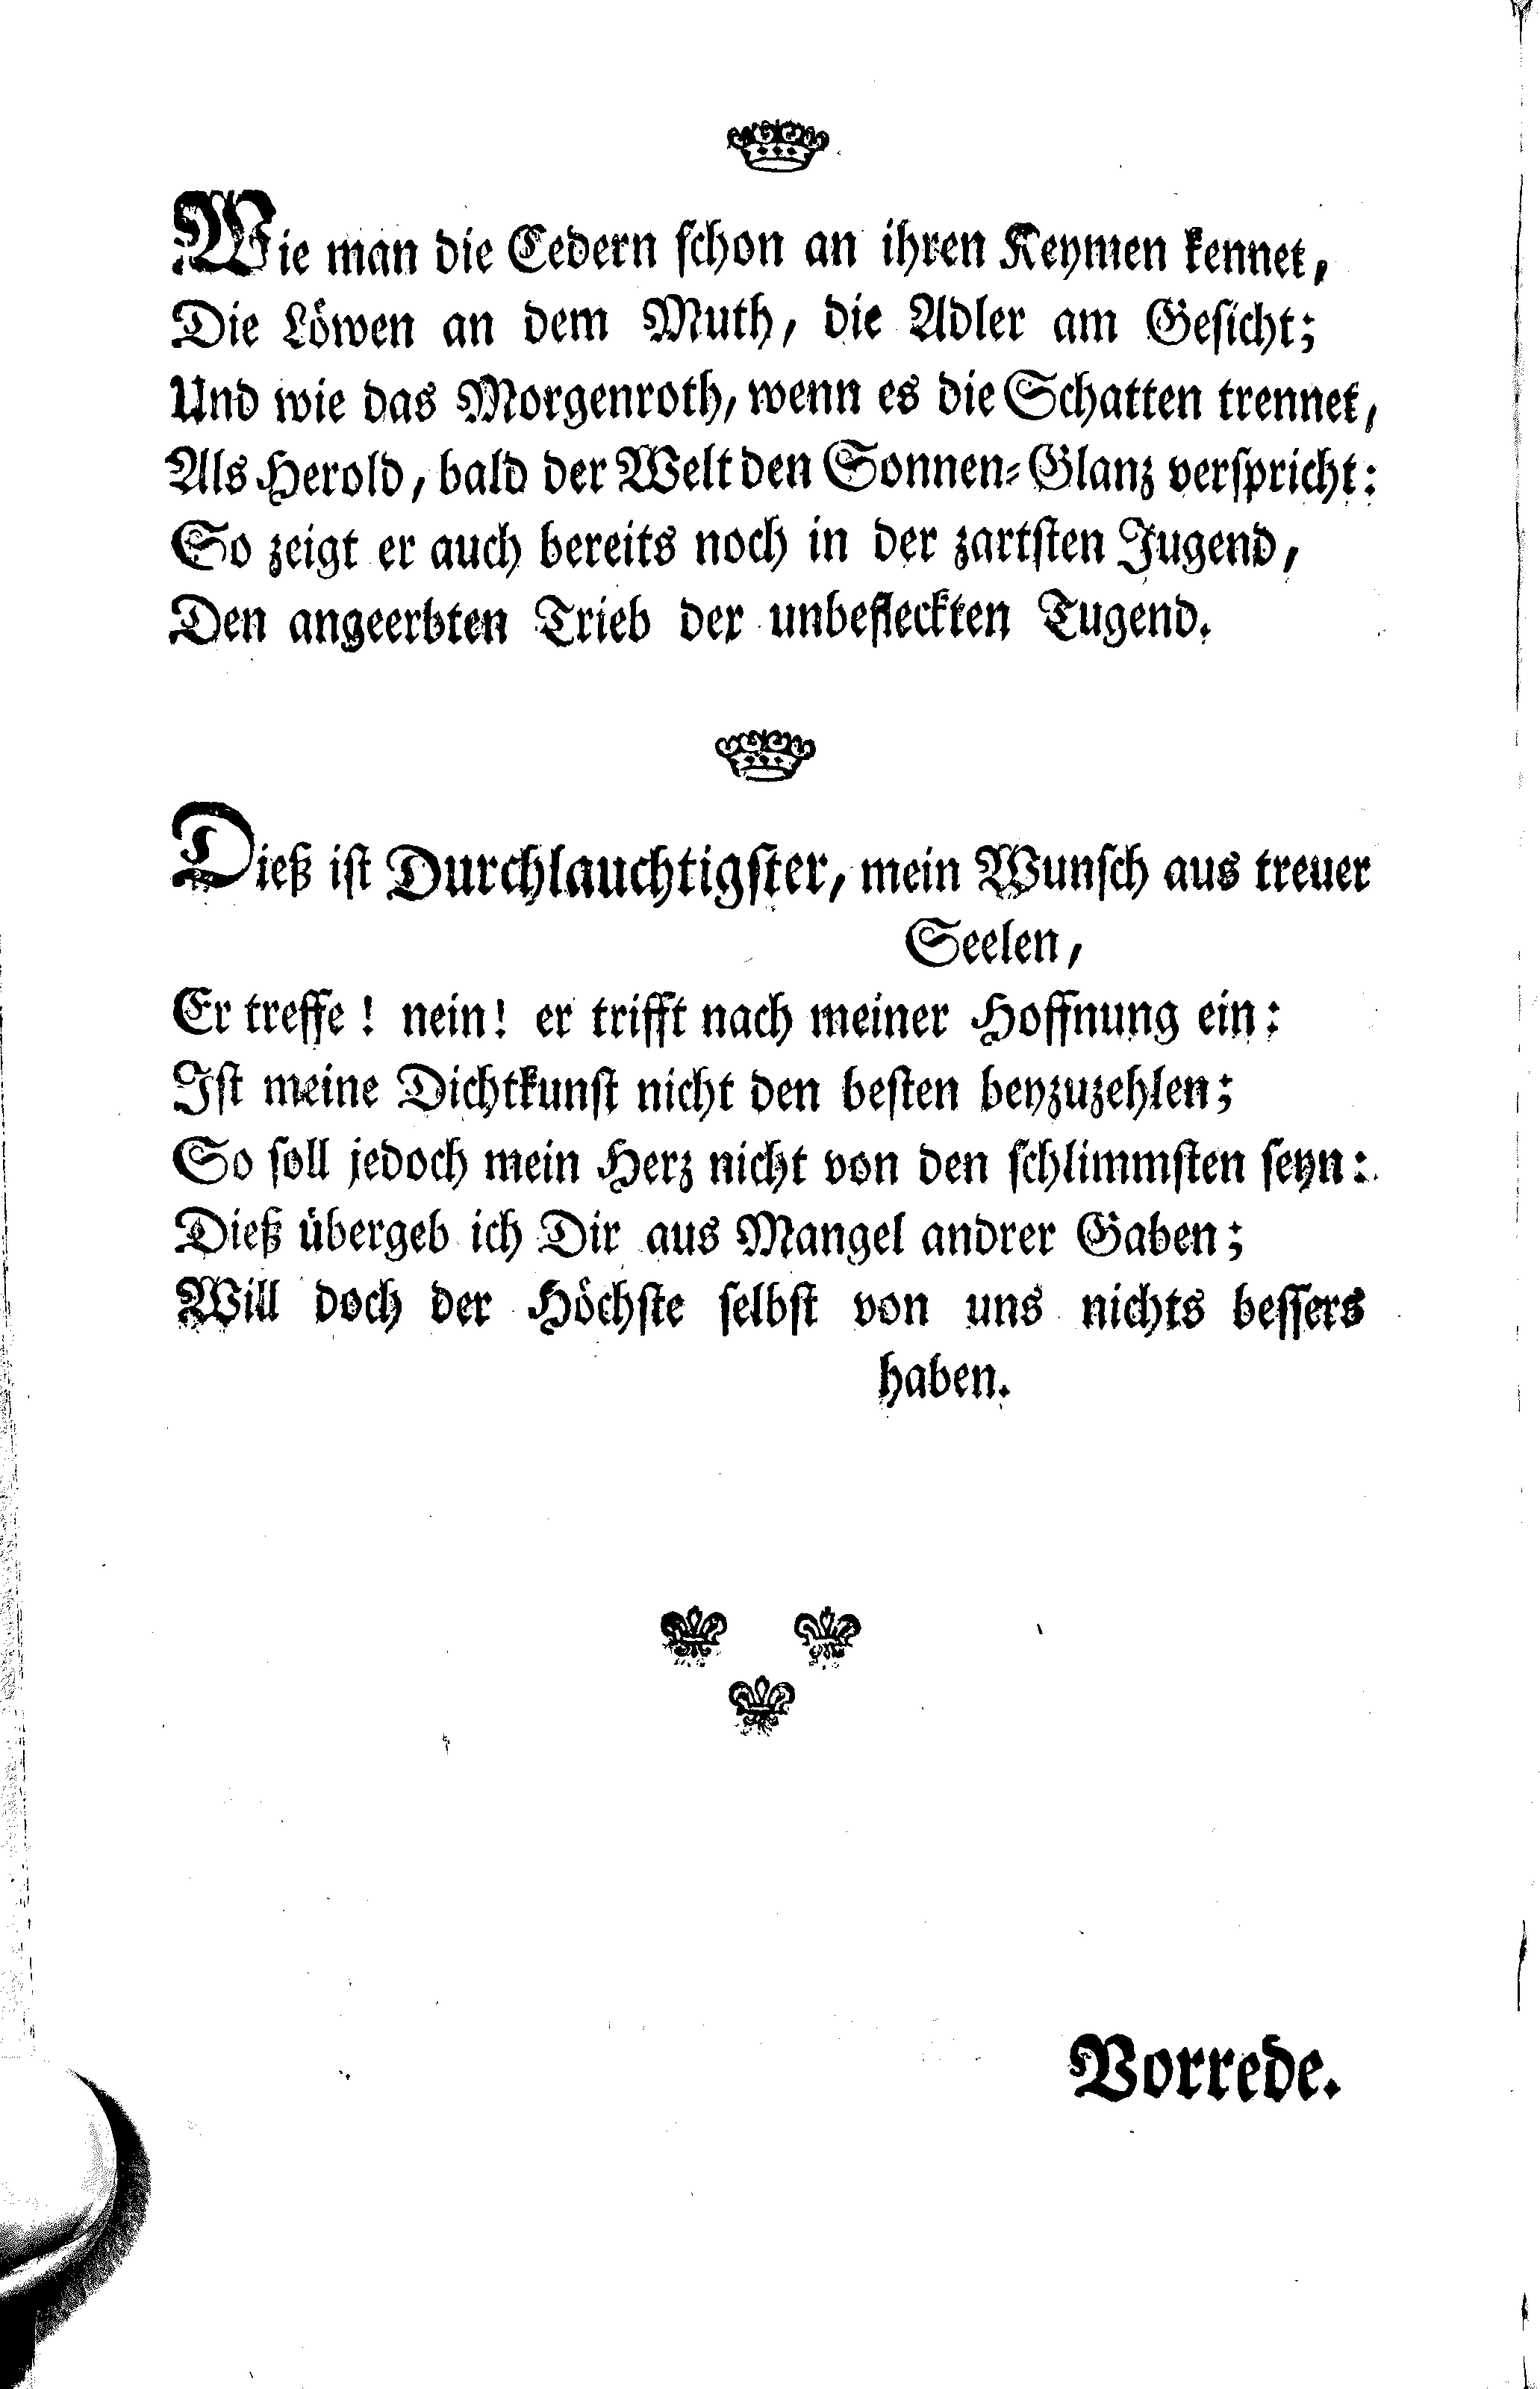 Wie man die Cedern schon an ihren Keymen kennet,
Die Löwen an dem Muth, die Adler am Gesicht;
Und wie das Morgenroth, wenn es die Schatten trennet,
Als Herold, bald der Welt den Sonnen-Glanz verspricht:
So zeigt er auch bereits noch in der zartsten Jugend,
Den angeerbten Trieb der unbefleckten Tugend.
Dieß ist Durchlauchtigster, mein Wunsch aus treuer
Seelen,
Er treffe! nein! er trifft nach meiner Hoffnung ein:
Ist meine Dichtkunst nicht den besten beyzuzehlen;
So soll jedoch mein Herz nicht von den schlimmsten seyn:
Dieß übergeb ich Dir aus Mangel andrer Gaben;
Will doch der Höchste selbst von uns nichts bessers
haben.
Vorrede.